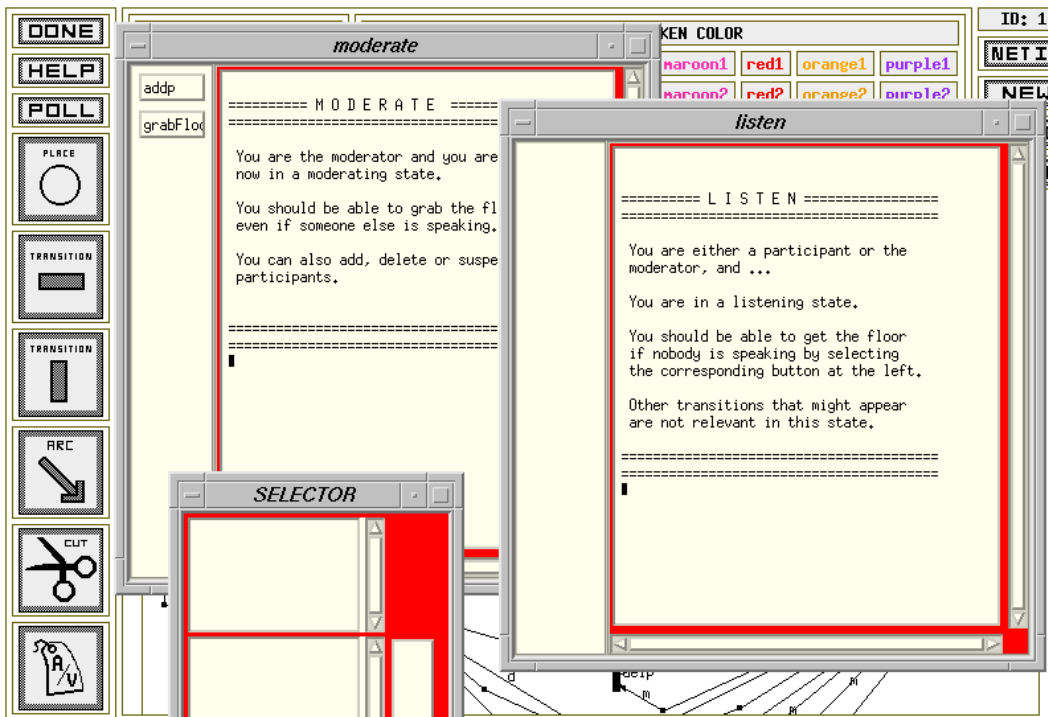 DONE
HELP
POLL
PLACE
TRANSITION
TRANSITION
ARC
CUT
A/V
moderate
addp
grabFloo
========== M O D E R A T E ======
==================================
You are the moderator and you are
now in a moderating state.
You should be able to grab the fl
even if someone else is speaking.
You can also add, delete or suspe
participants.
==================================
==================================
KEN COLOR
maroon1 red1 orange1 purple1
maroon2 red2 orange2 purple2
ID: 1
NETI
NEW
listen
========== L I S T E N =================
========================================
You are either a participant or the
moderator, and ...
You are in a listening state.
You should be able to get the floor
if nobody is speaking by selecting
the corresponding button at the left.
Other transitions that might appear
are not relevant in this state.
========================================
========================================
SELECTOR
d
m
m
m